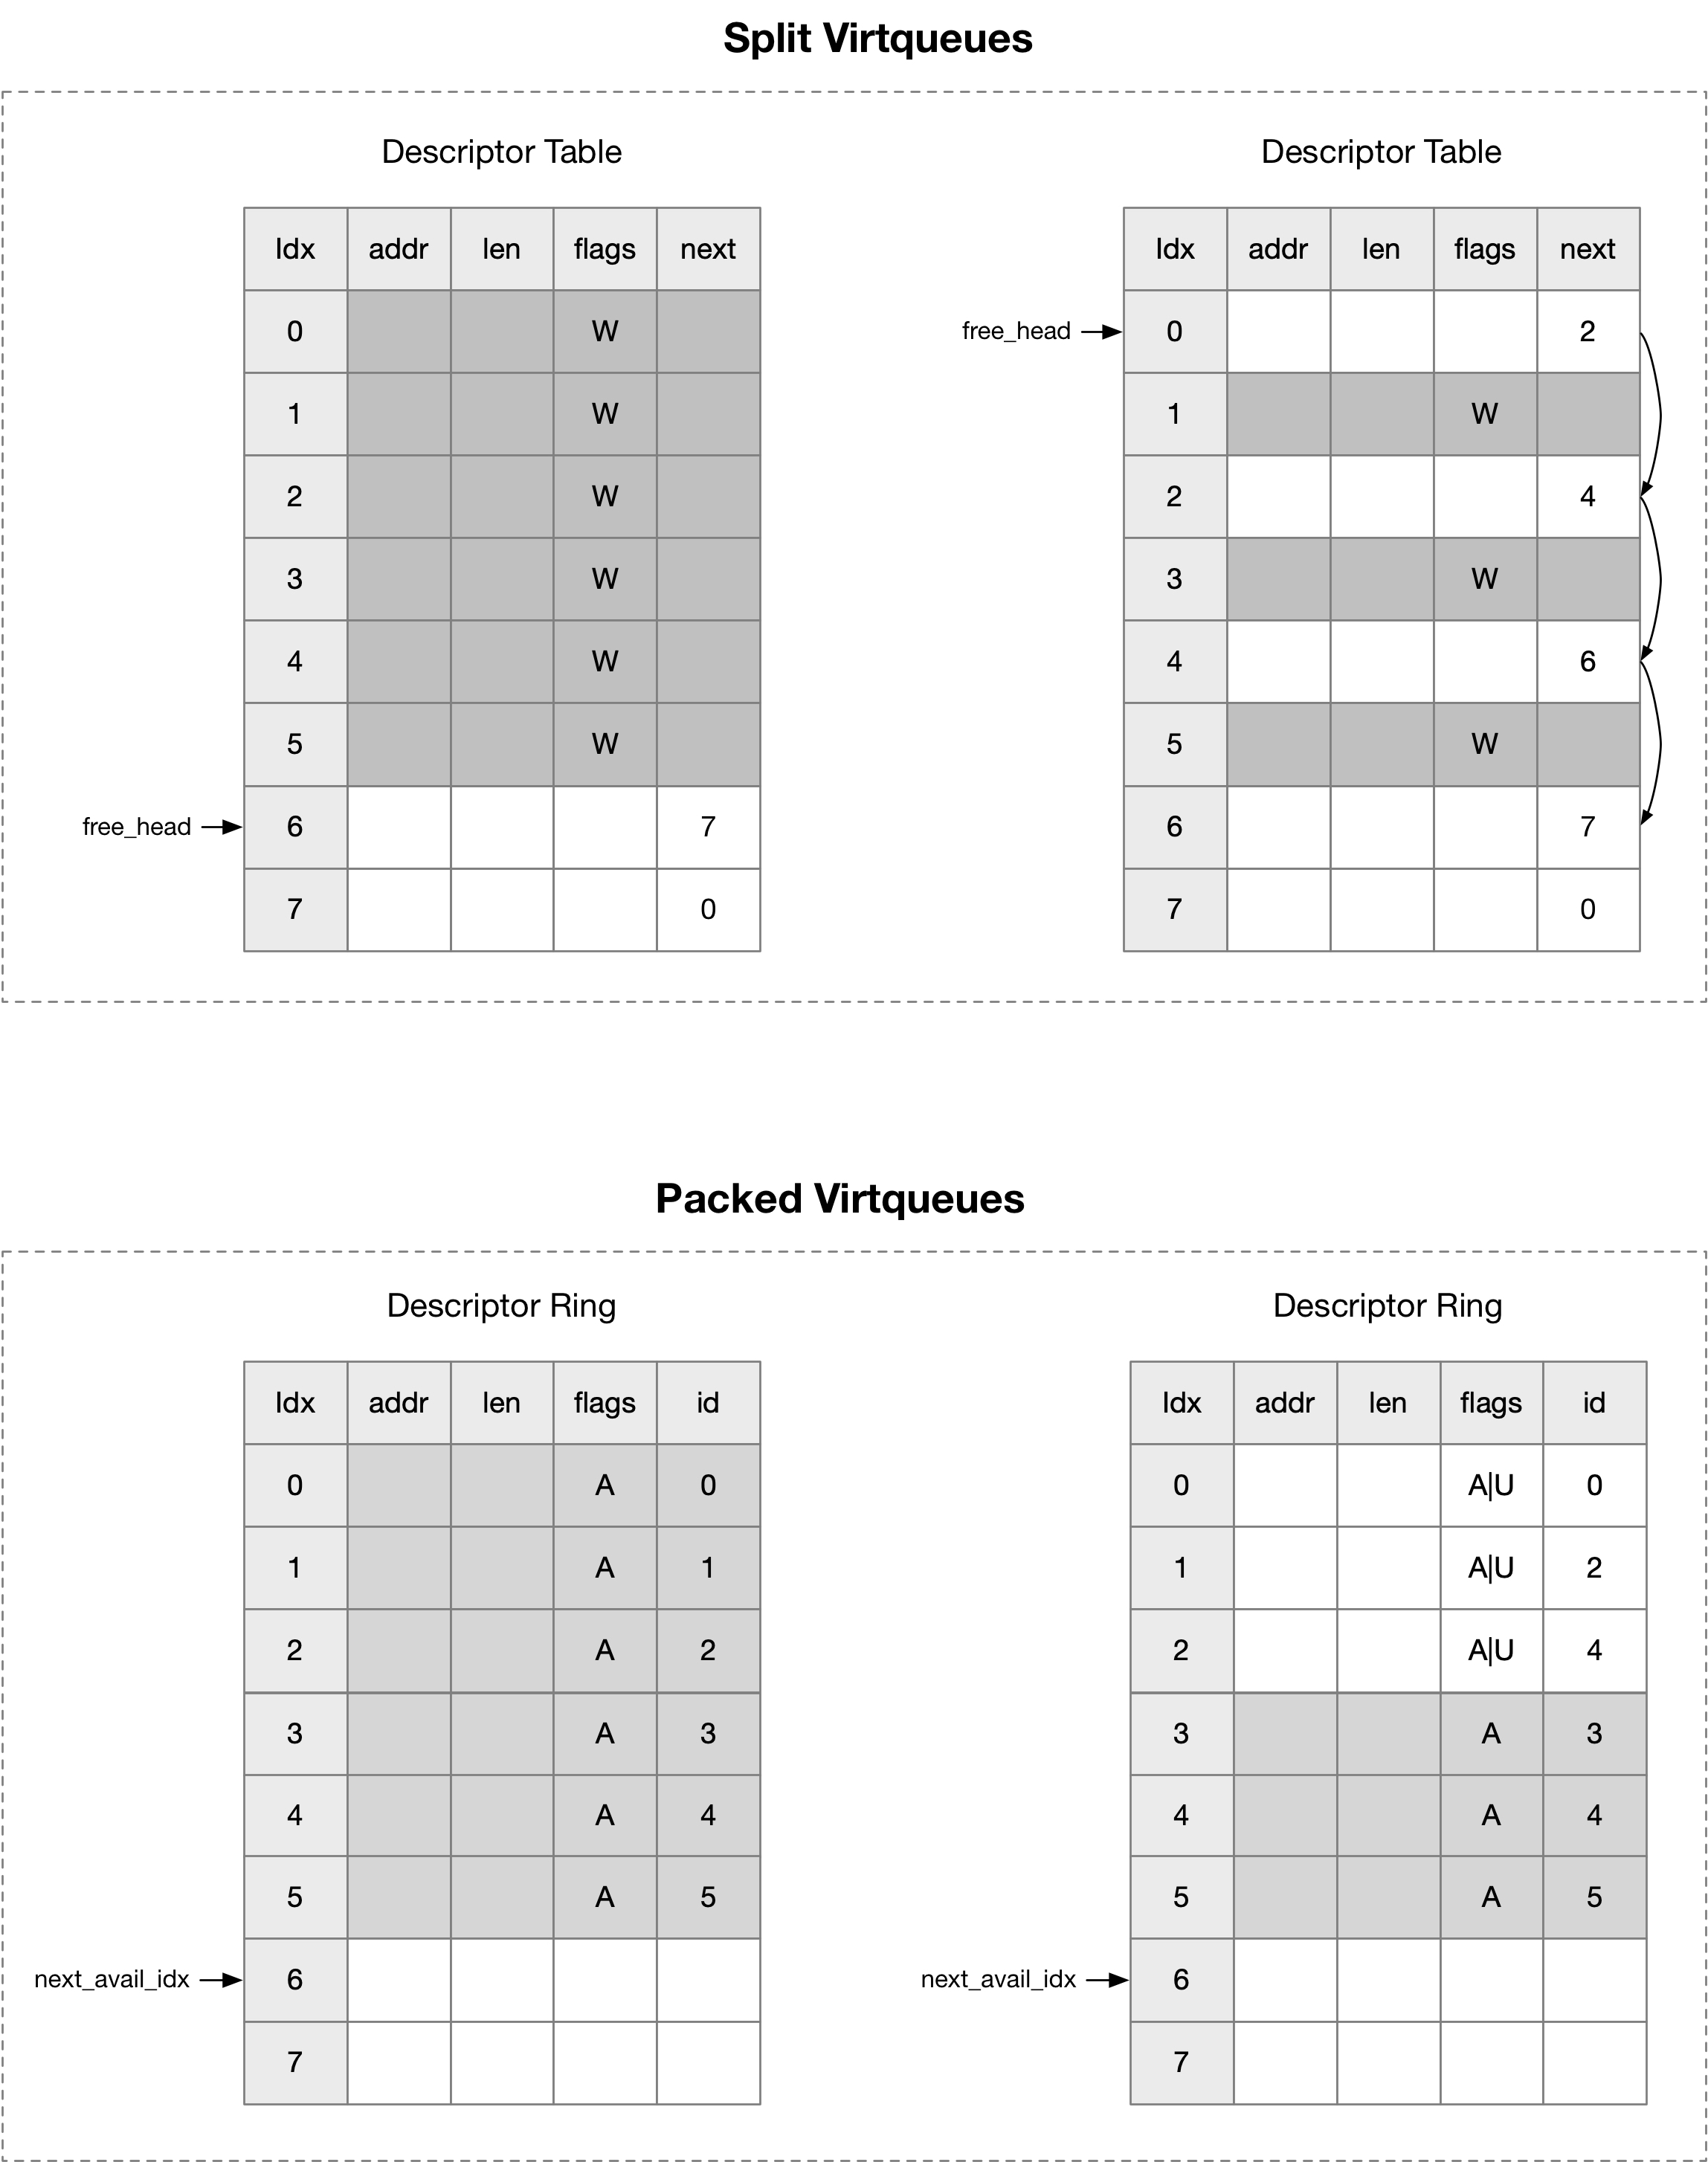 Split Virtqueues
Descriptor Table
Idx addr len flags next
0 W
1 W
2 W
3 W
4 W
5 W
free_head 6 7
7 0
Descriptor Table
Idx addr len flags next
free_head 0 2
1 W
2 4
3 W
4 6
5 W
6 7
7 0
Packed Virtqueues
Descriptor Ring
Idx addr len flags id
0 A 0
1 A 1
2 A 2
3 A 3
4 A 4
5 A 5
next_avail_idx 6
7
Descriptor Ring
Idx addr len flags id
0 A|U 0
1 A|U 2
2 A|U 4
3 A 3
4 A 4
5 A 5
next_avail_idx 6
7